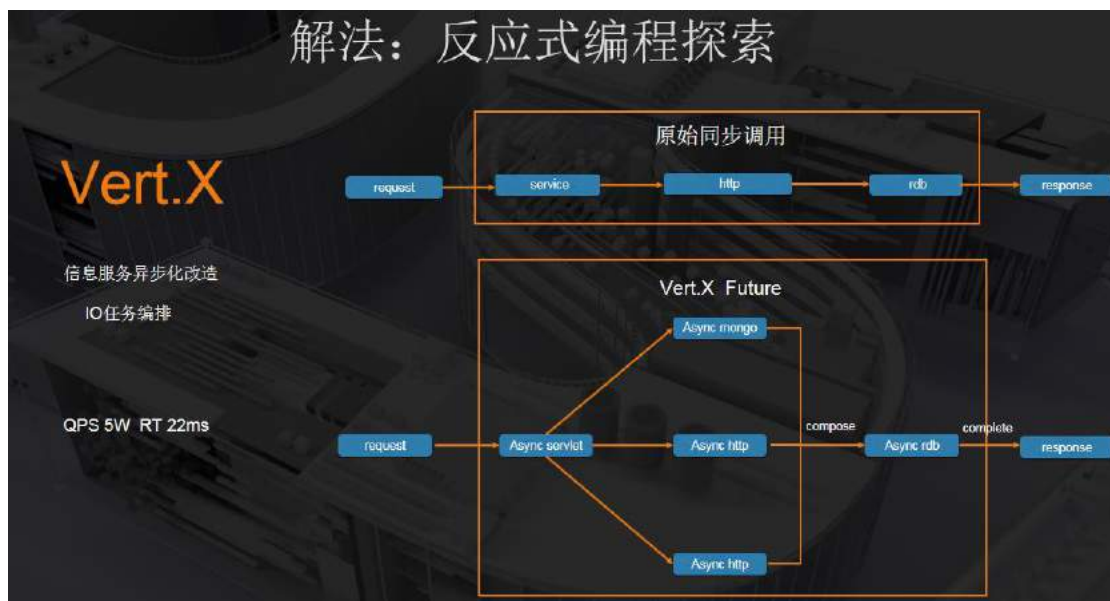 解法：反应式编程探索
Vert.X
信息服务异步化改造
IO任务编排
QPS 5W RT 22ms
原始同步调用
request
service
http
rdb
response
Vert.X Future
Async mongo
request
Async servlet
Async http
compose
Async rdb
complete
response
Async http